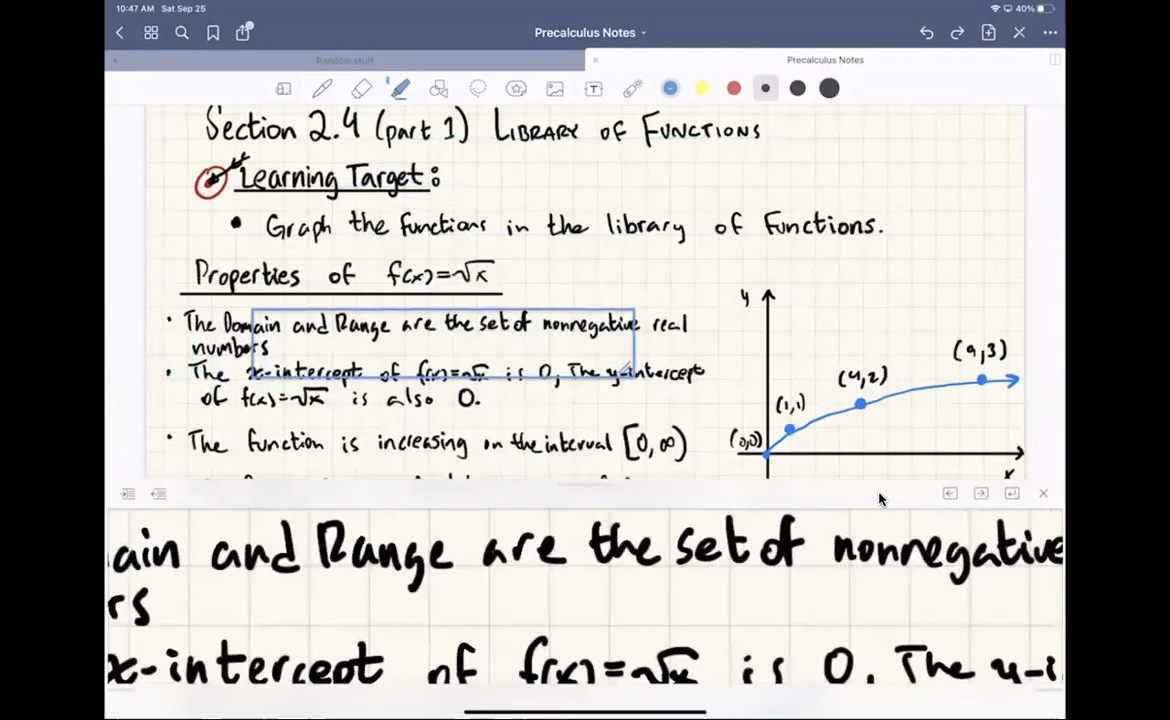 10:47 AM Sat Sep 25
40%
Precalculus Notes
Random stuff
Precalculus Notes
Section 2.4 (part 1) LIBRARY OF FUNCTIONS
Learning Target:
• Graph the functions in the library of Functions.
Properties of f(x)=√x
• The Domain and Range are the set of nonnegative real
numbers
• The x-intercept of f(x)=√x is 0, The y-intercept
of f(x)=√x is also 0.
• The function is increasing on the interval [0,∞)
y
(9,3)
(4,2)
(1,1)
(0,0)
x
ain and Range are the set of nonnegative
rs
x-intercept of f(x)=√x is 0. The y-i